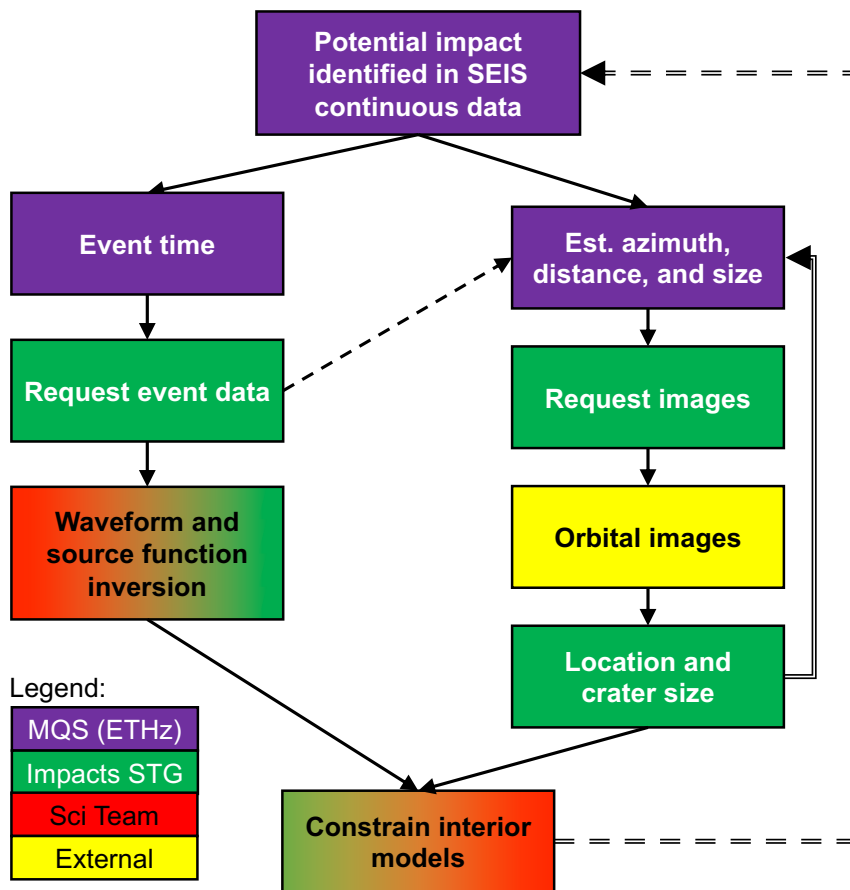 Potential impact
identified in SEIS
continuous data
Event time
Est. azimuth,
distance, and size
Request event data
Request images
Waveform and
source function
inversion
Orbital images
Location and
crater size
Legend:
MQS (ETHz)
Impacts STG
Sci Team
External
Constrain interior
models